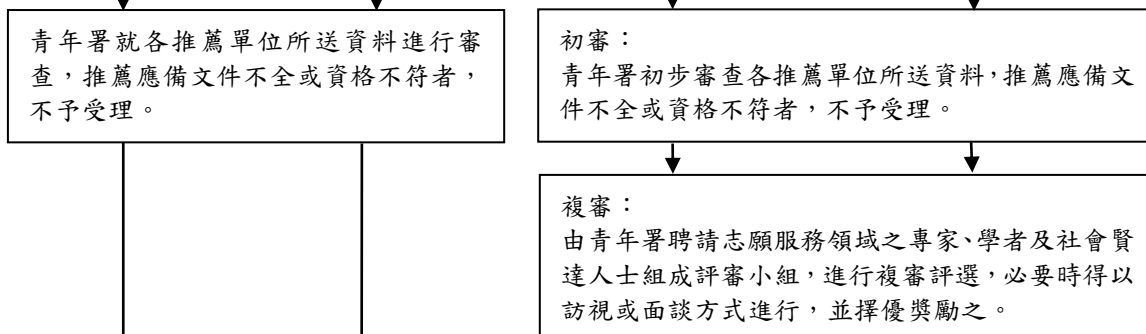 青年署就各推薦單位所送資料進行審
查，推薦應備文件不全或資格不符者，
不予受理。
初審：
青年署初步審查各推薦單位所送資料，推薦應備文
件不全或資格不符者，不予受理。
複審：
由青年署聘請志願服務領域之專家、學者及社會賢
達人士組成評審小組，進行複審評選，必要時得以
訪視或面談方式進行，並擇優獎勵之。